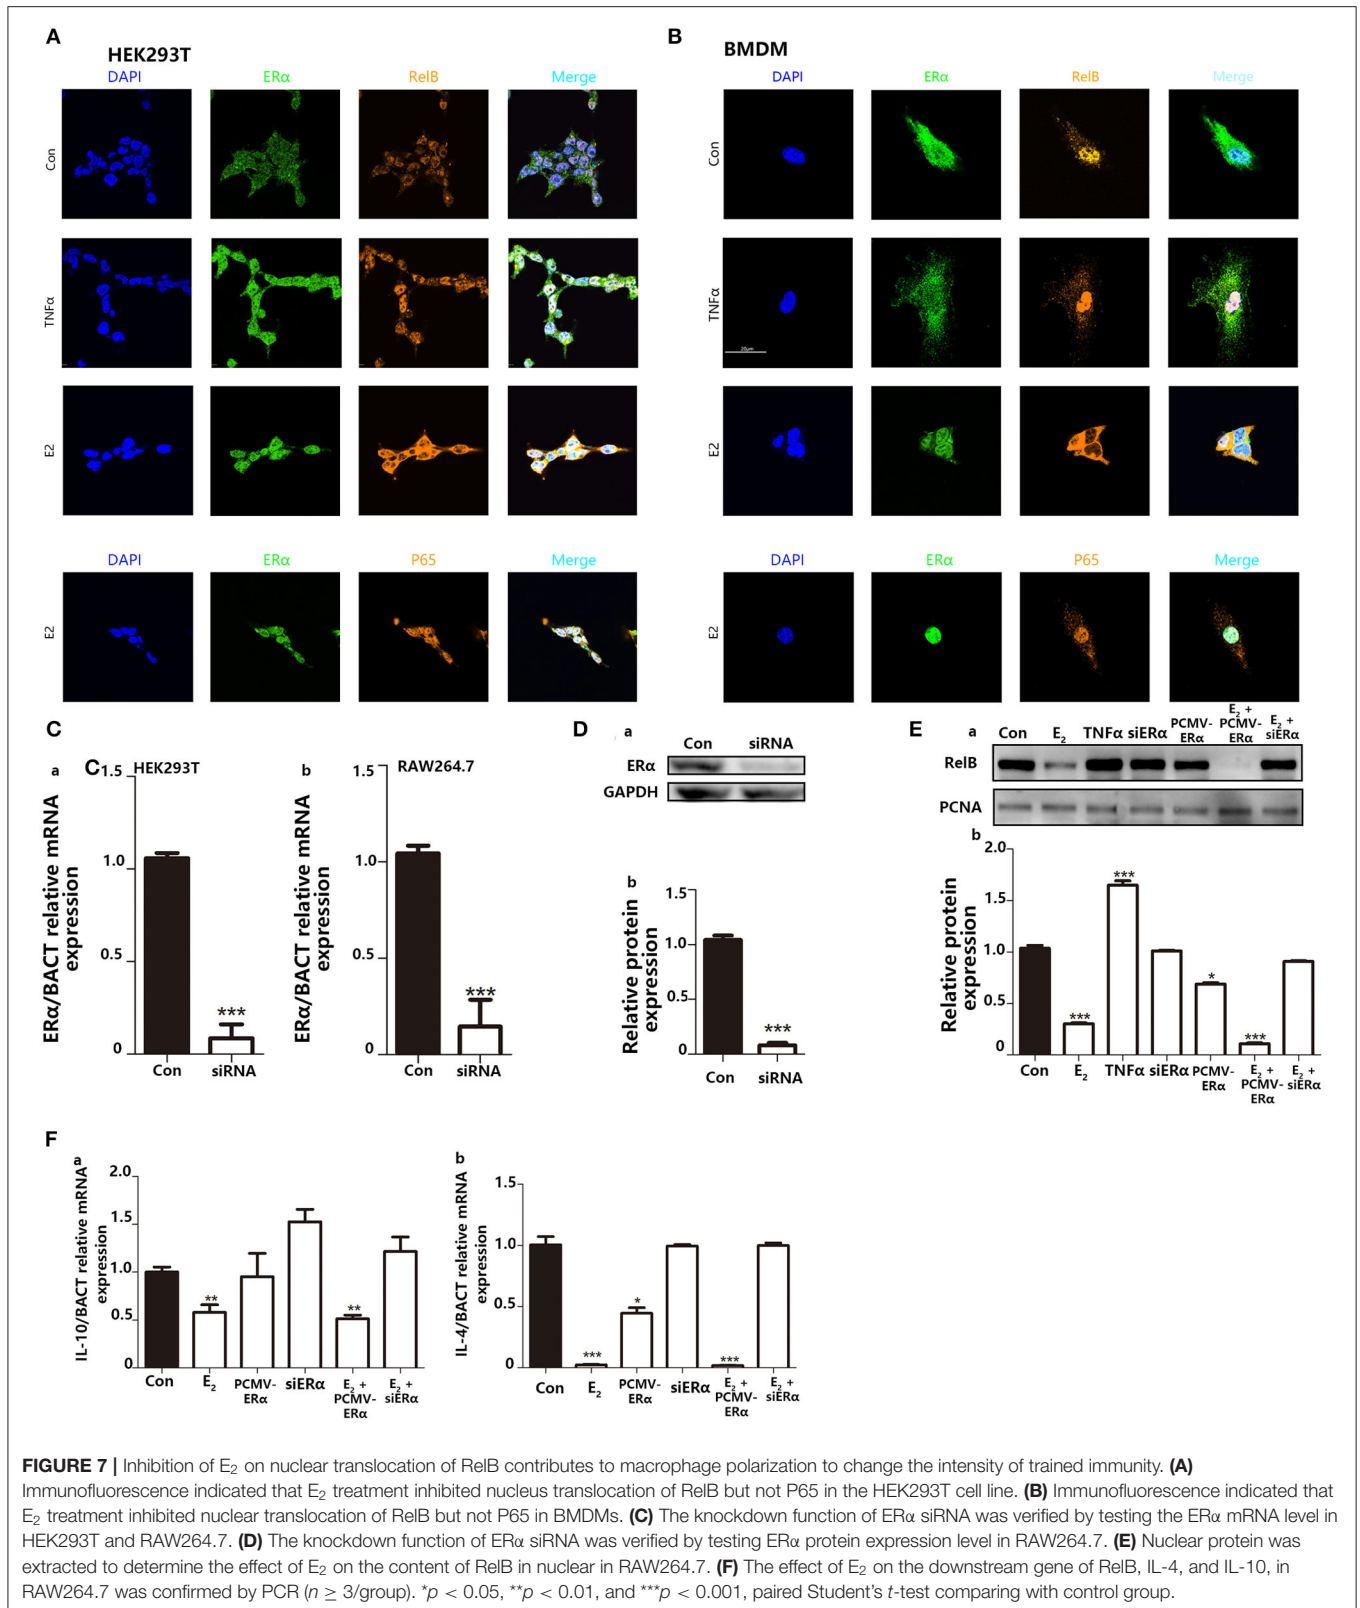 A
HEK293T
DAPI ERα RelB Merge
Con
TNFα
E2
DAPI ERα P65 Merge
E2
B
BMDM
DAPI ERα RelB Merge
Con
TNFα
20μm
E2
DAPI ERα P65 Merge
E2
C
C
a
HEK293T
ERα/BACT relative mRNA
expression
1.5
1.0
0.5
0
***
Con siRNA
b
RAW264.7
ERα/BACT relative mRNA
expression
1.5
1.0
0.5
0
***
Con siRNA
D
a
Con siRNA
ERα
GAPDH
b
Relative protein
expression
1.5
1.0
0.5
0
***
Con siRNA
E
a
Con E₂ TNFα siERα PCMV-ERα E₂ + PCMV-ERα E₂ + siERα
RelB
PCNA
b
Relative protein
expression
2.0
1.0
0.5
0
*** *** * ***
Con E₂ TNFα siERα PCMV-ERα E₂ + PCMV-ERα E₂ + siERα
F
a
IL-10/BACT relative mRNA
expression
2.0
1.5
1.0
0.5
0
** **
Con E₂ PCMV-ERα siERα E₂ + PCMV-ERα E₂ + siERα
b
IL-4/BACT relative mRNA
expression
1.5
1.0
0.5
0
*** * ***
Con E₂ PCMV-ERα siERα E₂ + PCMV-ERα E₂ + siERα
FIGURE 7 | Inhibition of E₂ on nuclear translocation of RelB contributes to macrophage polarization to change the intensity of trained immunity. (A)
Immunofluorescence indicated that E₂ treatment inhibited nucleus translocation of RelB but not P65 in the HEK293T cell line. (B) Immunofluorescence indicated that
E₂ treatment inhibited nuclear translocation of RelB but not P65 in BMDMs. (C) The knockdown function of ERα siRNA was verified by testing the ERα mRNA level in
HEK293T and RAW264.7. (D) The knockdown function of ERα siRNA was verified by testing ERα protein expression level in RAW264.7. (E) Nuclear protein was
extracted to determine the effect of E₂ on the content of RelB in nuclear in RAW264.7. (F) The effect of E₂ on the downstream gene of RelB, IL-4, and IL-10, in
RAW264.7 was confirmed by PCR (n ≥ 3/group). *p < 0.05, **p < 0.01, and ***p < 0.001, paired Student's t-test comparing with control group.